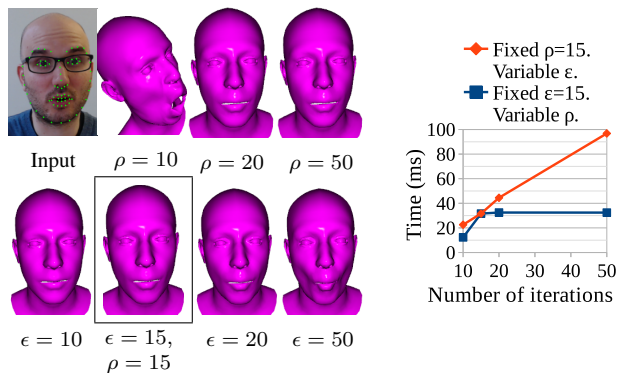 Input
ρ = 10
ρ = 20
ρ = 50
ϵ = 10
ϵ = 15,
ρ = 15
ϵ = 20
ϵ = 50
Fixed ρ=15.
Variable ε.
Fixed ε=15.
Variable ρ.
Time (ms)
100
80
60
40
20
0
10
20
30
40
50
Number of iterations